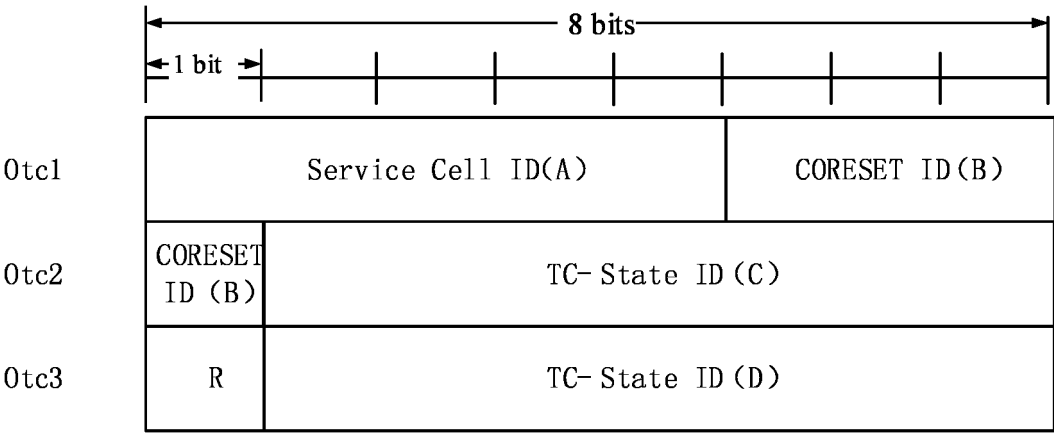 8 bits
1 bit
Otc1
Service Cell ID(A)
CORESET ID(B)
Otc2
CORESET
ID (B)
TC-State ID(C)
Otc3
R
TC-State ID(D)